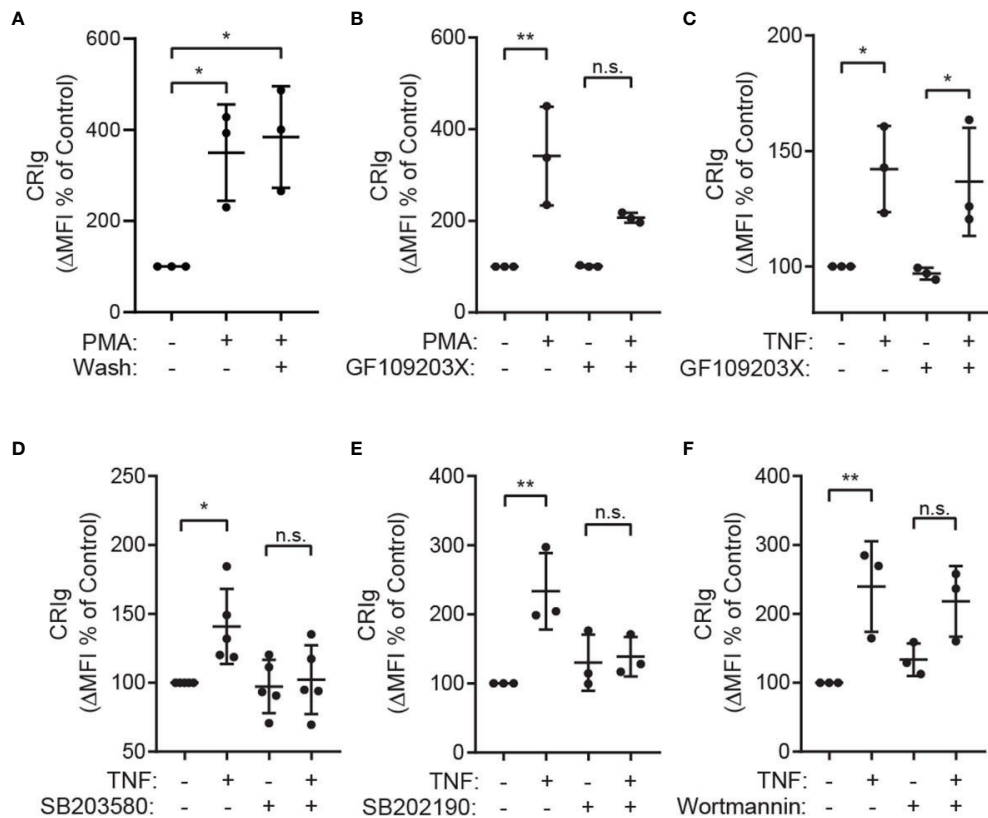 A
CRIg
(ΔMFI % of Control)
600
400
200
0
*
*
PMA: - + +
Wash: - - +
B
CRIg
(ΔMFI % of Control)
600
400
200
0
**
n.s.
PMA: - + - +
GF109203X: - - + +
C
CRIg
(ΔMFI % of Control)
200
150
100
*
*
TNF: - + - +
GF109203X: - - + +
D
CRIg
(ΔMFI % of Control)
250
200
150
100
50
*
n.s.
TNF: - + - +
SB203580: - - + +
E
CRIg
(ΔMFI % of Control)
400
300
200
100
0
**
n.s.
TNF: - + - +
SB202190: - - + +
F
CRIg
(ΔMFI % of Control)
400
300
200
100
0
**
n.s.
TNF: - + - +
Wortmannin: - - + +